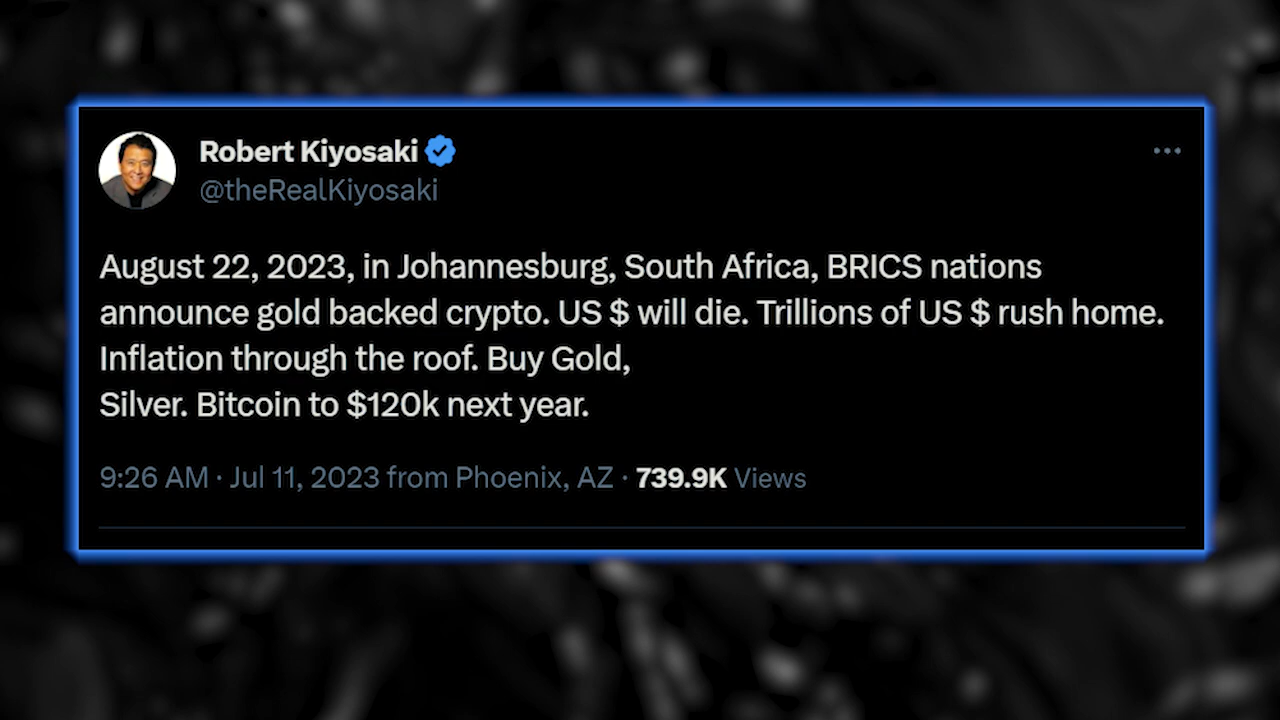 Robert Kiyosaki
@theRealKiyosaki
August 22, 2023, in Johannesburg, South Africa, BRICS nations
announce gold backed crypto. US $ will die. Trillions of US $ rush home.
Inflation through the roof. Buy Gold,
Silver. Bitcoin to $120k next year.
9:26 AM · Jul 11, 2023 from Phoenix, AZ · 739.9K Views